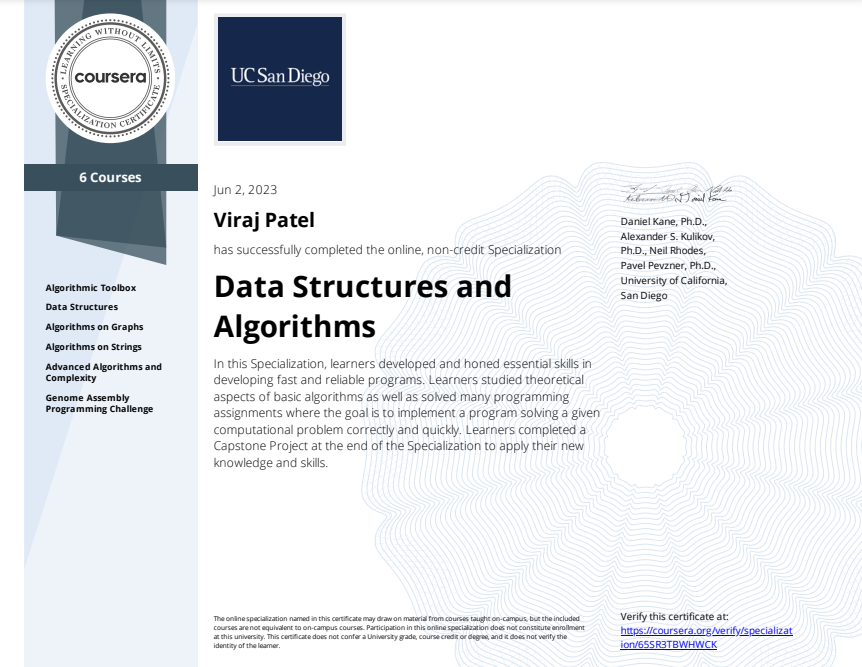 LEARNING WITHOUT LIMITS
coursera
SPECIALIZATION CERTIFICATE
UC San Diego
6 Courses
Algorithmic Toolbox
Data Structures
Algorithms on Graphs
Algorithms on Strings
Advanced Algorithms and
Complexity
Genome Assembly
Programming Challenge
Jun 2, 2023
Viraj Patel
has successfully completed the online, non-credit Specialization
Data Structures and
Algorithms
In this Specialization, learners developed and honed essential skills in
developing fast and reliable programs. Learners studied theoretical
aspects of basic algorithms as well as solved many programming
assignments where the goal is to implement a program solving a given
computational problem correctly and quickly. Learners completed a
Capstone Project at the end of the Specialization to apply their new
knowledge and skills.
Daniel Kane, Ph.D.,
Alexander S. Kulikov,
Ph.D., Neil Rhodes,
Pavel Pevzner, Ph.D.,
University of California,
San Diego
The online specialization named in this certificate may draw on material from courses taught on-campus, but the included
courses are not equivalent to on-campus courses. Participation in this online specialization does not constitute enrollment
at this university. This certificate does not confer a University grade, course credit or degree, and it does not verify the
identity of the learner.
Verify this certificate at:
https://coursera.org/verify/specializat
ion/65SR3TBWHWCK